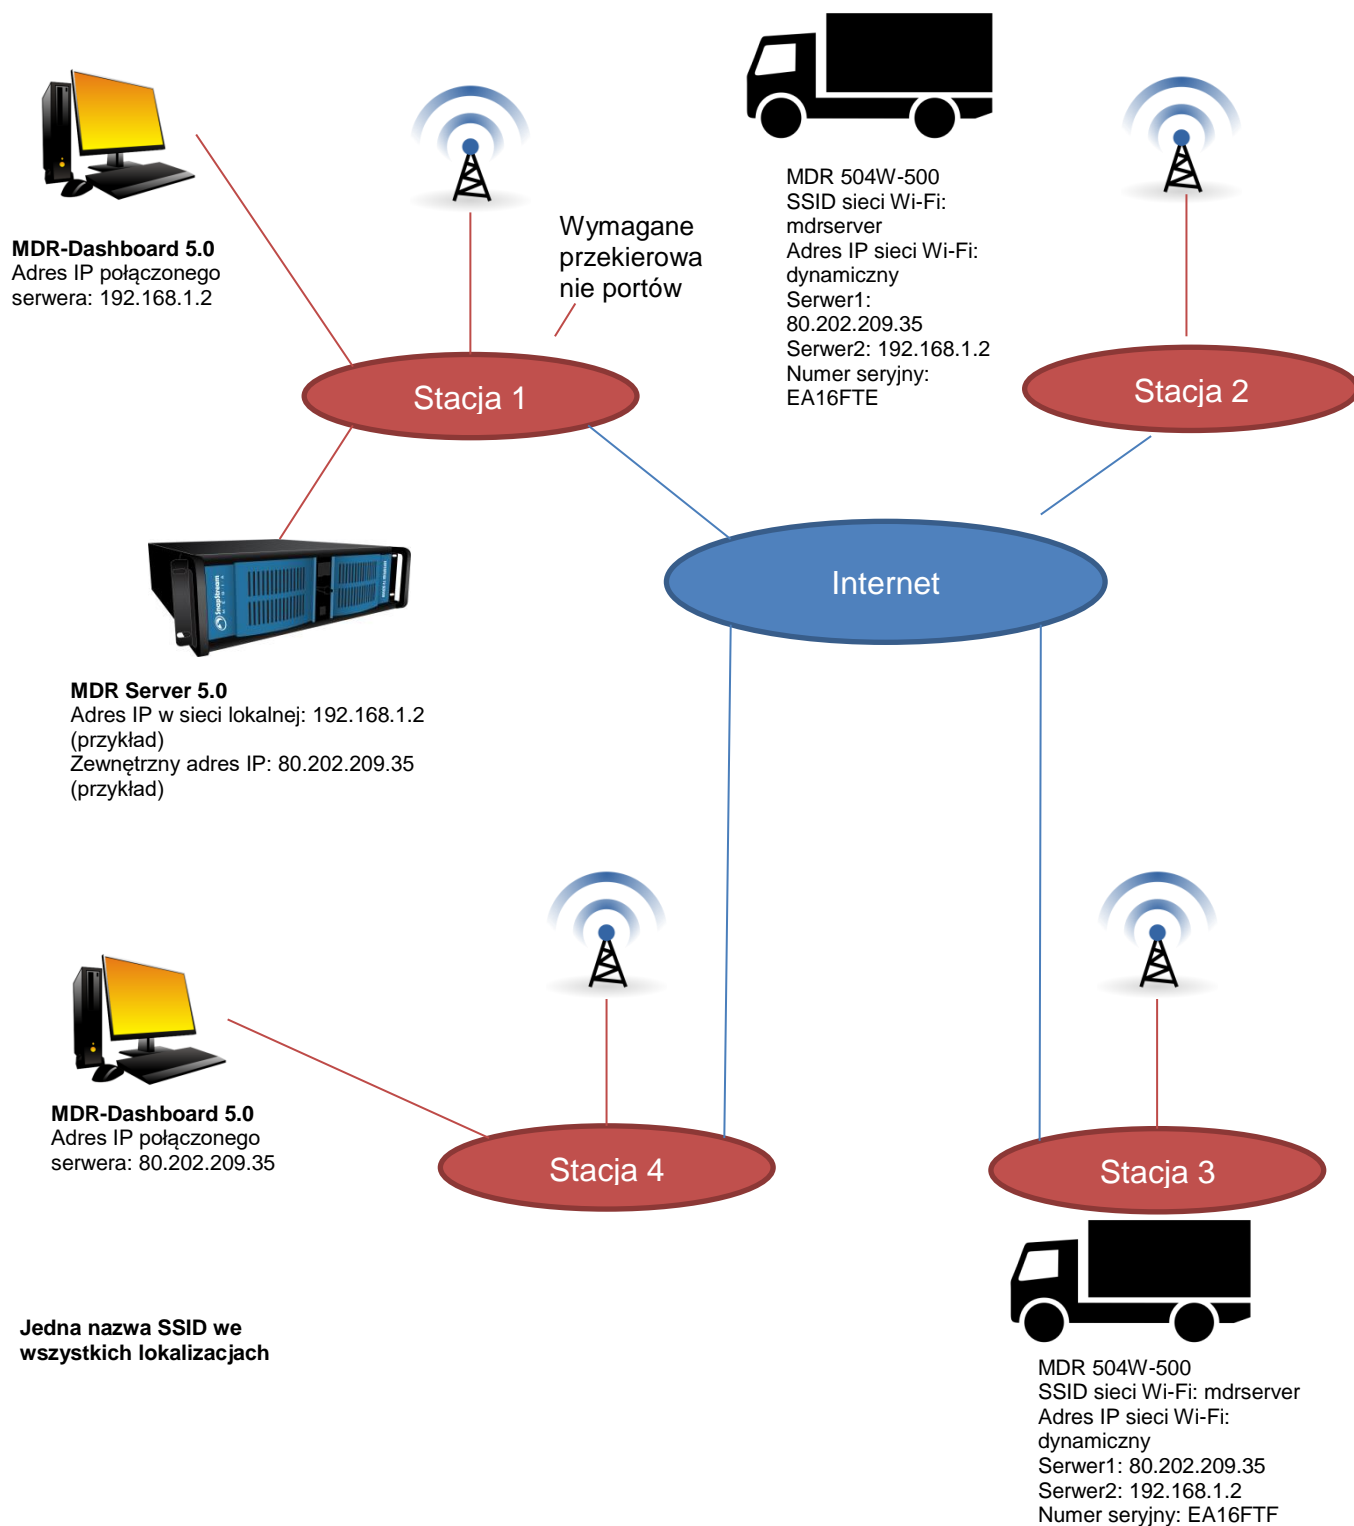 MDR-Dashboard 5.0
Adres IP połączonego
serwera: 192.168.1.2
Wymagane
przekierowa
nie portów
MDR 504W-500
SSID sieci Wi-Fi:
mdrserver
Adres IP sieci Wi-Fi:
dynamiczny
Serwer1:
80.202.209.35
Serwer2: 192.168.1.2
Numer seryjny:
EA16FTE
Stacja 1
Stacja 2
Internet
SnapStream
MDR Server 5.0
Adres IP w sieci lokalnej: 192.168.1.2
(przykład)
Zewnętrzny adres IP: 80.202.209.35
(przykład)
MDR-Dashboard 5.0
Adres IP połączonego
serwera: 80.202.209.35
Stacja 4
Stacja 3
Jedna nazwa SSID we
wszystkich lokalizacjach
MDR 504W-500
SSID sieci Wi-Fi: mdrserver
Adres IP sieci Wi-Fi:
dynamiczny
Serwer1: 80.202.209.35
Serwer2: 192.168.1.2
Numer seryjny: EA16FTF